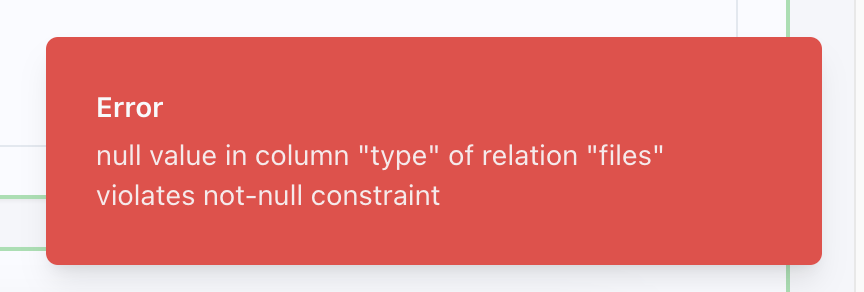 Error
null value in column "type" of relation "files"
violates not-null constraint